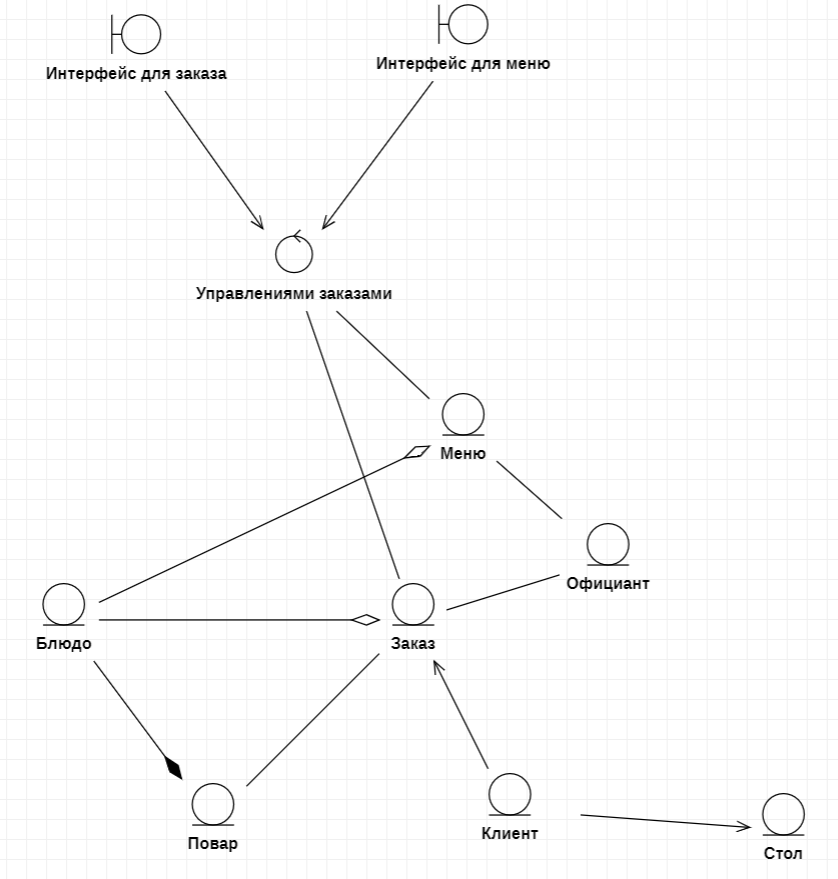 Интерфейс для заказа
Интерфейс для меню
Управлениями заказами
Меню
Официант
Блюдо
Заказ
Повар
Клиент
Стол